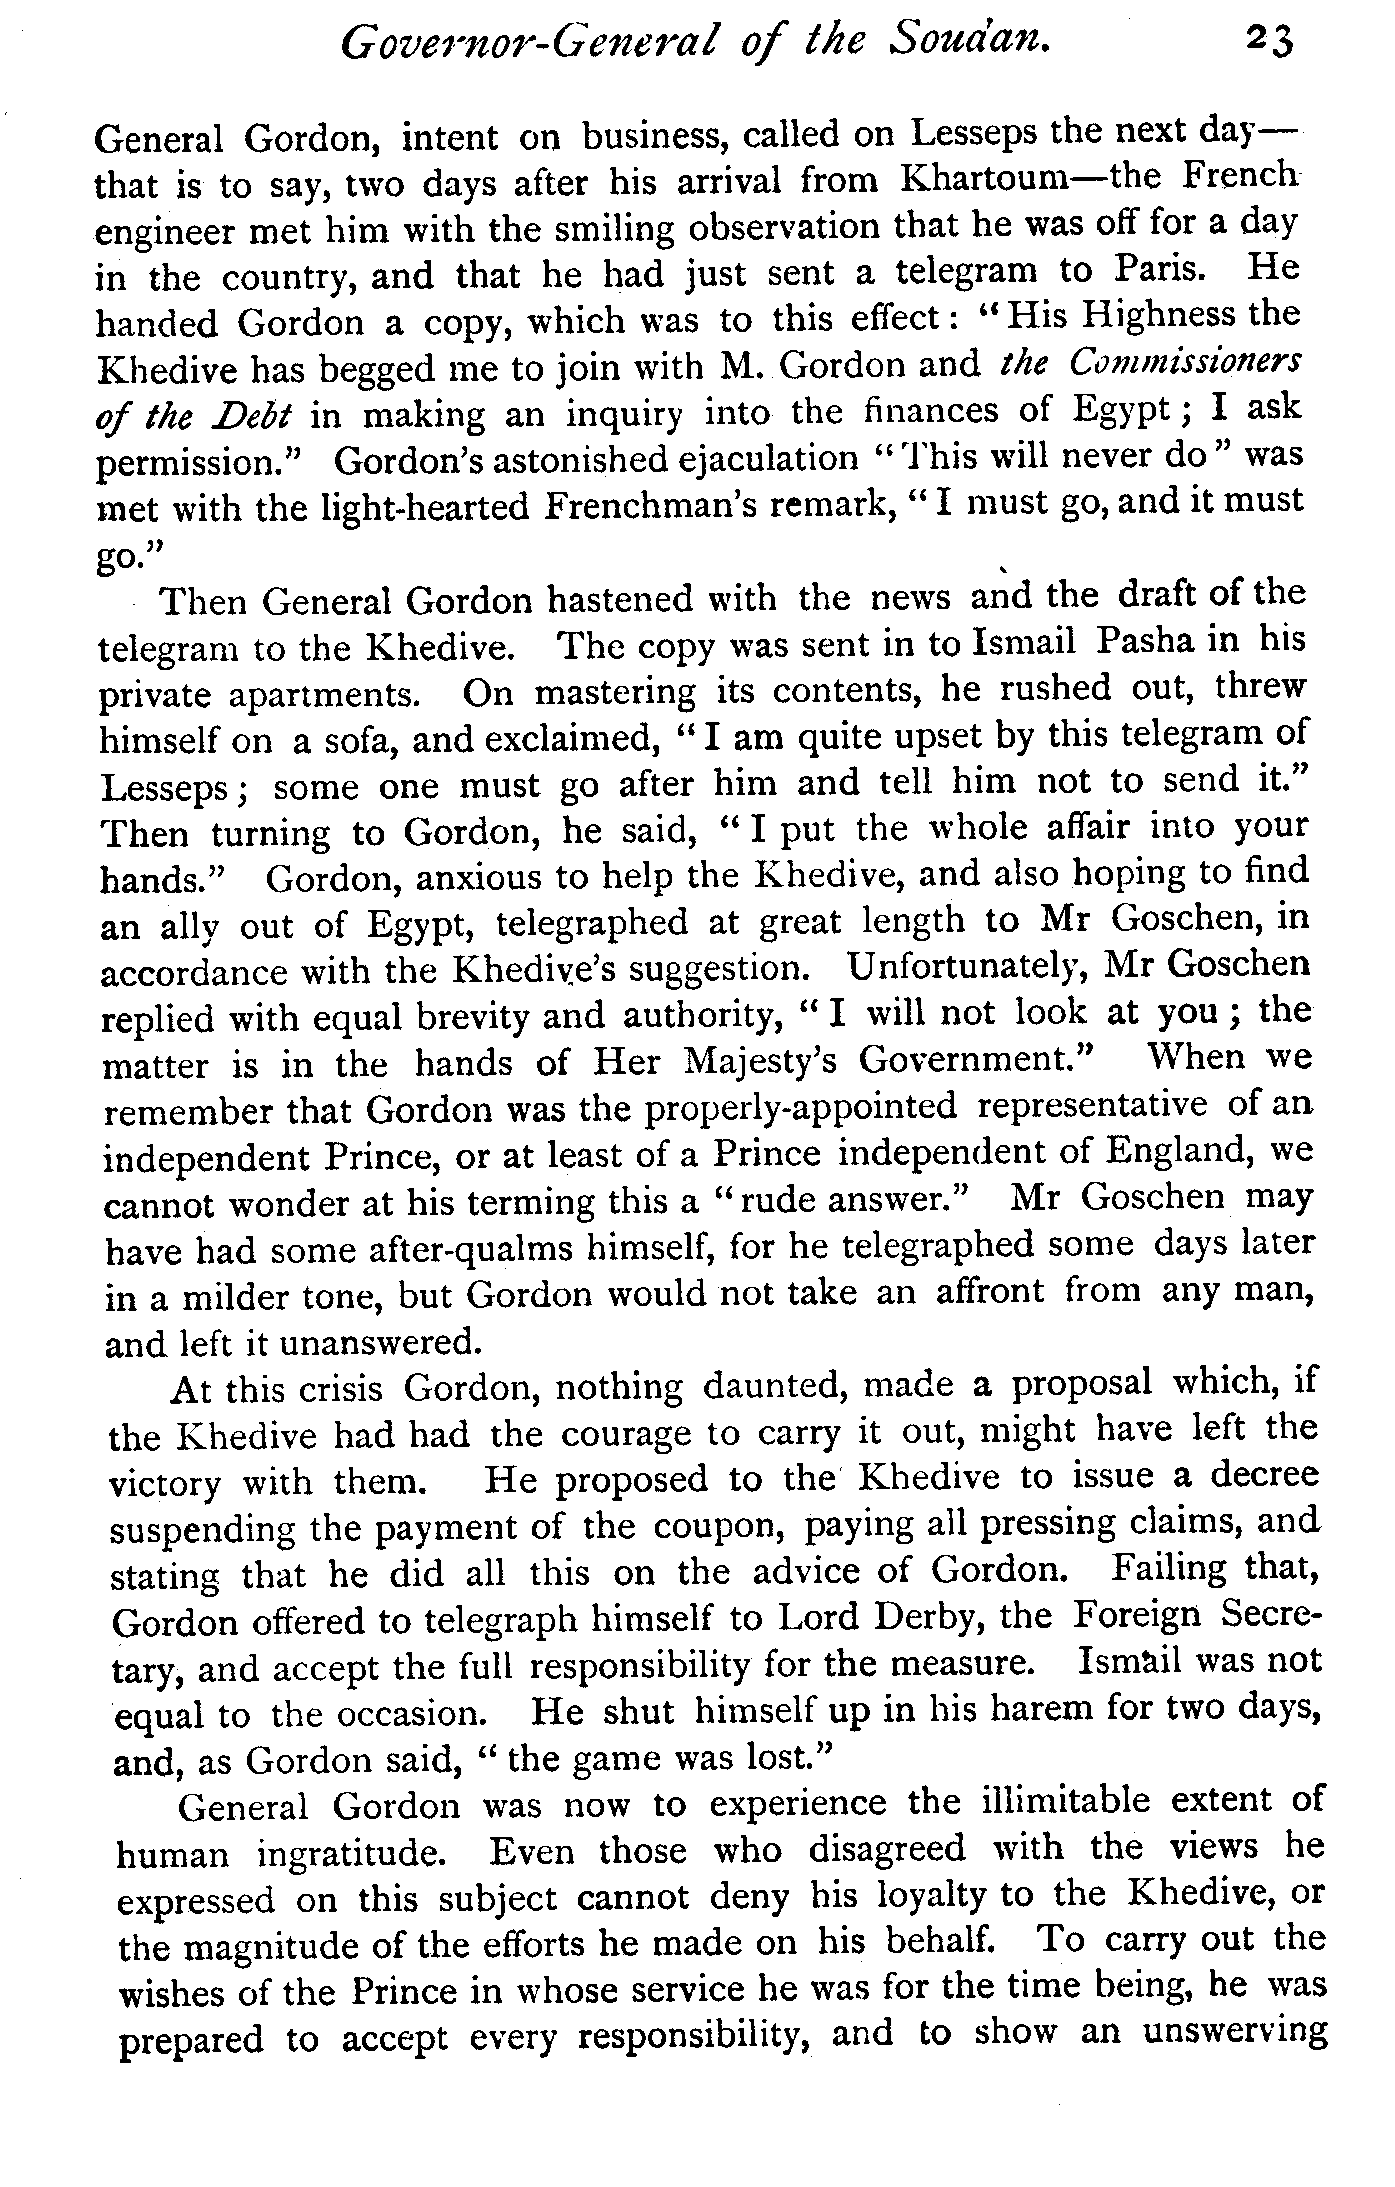 Governor-General of the Soudan. 23
General Gordon, intent on business, called on Lesseps the next day—
that is to say, two days after his arrival from Khartoum—the French
engineer met him with the smiling observation that he was off for a day
in the country, and that he had just sent a telegram to Paris. He
handed Gordon a copy, which was to this effect : “ His Highness the
Khedive has begged me to join with M. Gordon and the Commissioners
of the Debt in making an inquiry into the finances of Egypt ; I ask
permission.” Gordon's astonished ejaculation “ This will never do ” was
met with the light-hearted Frenchman's remark, “ I must go, and it must
go.”
Then General Gordon hastened with the news and the draft of the
telegram to the Khedive. The copy was sent in to Ismail Pasha in his
private apartments. On mastering its contents, he rushed out, threw
himself on a sofa, and exclaimed, “ I am quite upset by this telegram of
Lesseps ; some one must go after him and tell him not to send it.”
Then turning to Gordon, he said, “ I put the whole affair into your
hands.” Gordon, anxious to help the Khedive, and also hoping to find
an ally out of Egypt, telegraphed at great length to Mr Goschen, in
accordance with the Khedive's suggestion. Unfortunately, Mr Goschen
replied with equal brevity and authority, “ I will not look at you ; the
matter is in the hands of Her Majesty's Government.” When we
remember that Gordon was the properly-appointed representative of an
independent Prince, or at least of a Prince independent of England, we
cannot wonder at his terming this a “ rude answer.” Mr Goschen may
have had some after-qualms himself, for he telegraphed some days later
in a milder tone, but Gordon would not take an affront from any man,
and left it unanswered.
At this crisis Gordon, nothing daunted, made a proposal which, if
the Khedive had had the courage to carry it out, might have left the
victory with them. He proposed to the Khedive to issue a decree
suspending the payment of the coupon, paying all pressing claims, and
stating that he did all this on the advice of Gordon. Failing that,
Gordon offered to telegraph himself to Lord Derby, the Foreign Secre-
tary, and accept the full responsibility for the measure. Ismail was not
equal to the occasion. He shut himself up in his harem for two days,
and, as Gordon said, “ the game was lost.”
General Gordon was now to experience the illimitable extent of
human ingratitude. Even those who disagreed with the views he
expressed on this subject cannot deny his loyalty to the Khedive, or
the magnitude of the efforts he made on his behalf. To carry out the
wishes of the Prince in whose service he was for the time being, he was
prepared to accept every responsibility, and to show an unswerving